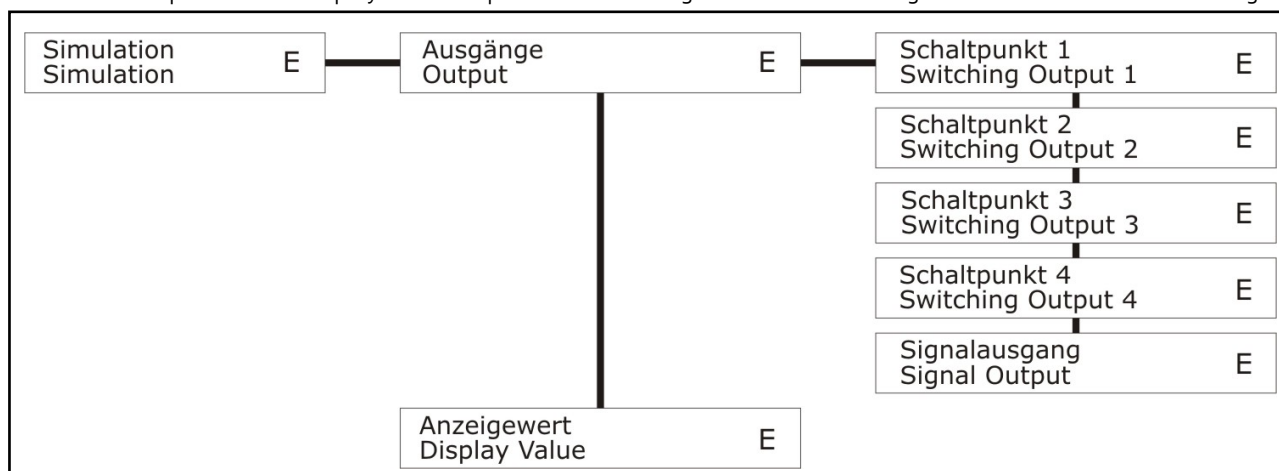 Simulation
Simulation
E
Ausgänge
Output
E
Schaltpunkt 1
Switching Output 1
E
Schaltpunkt 2
Switching Output 2
E
Schaltpunkt 3
Switching Output 3
E
Schaltpunkt 4
Switching Output 4
E
Signalausgang
Signal Output
E
Anzeigewert
Display Value
E